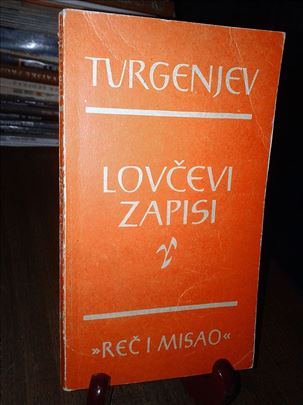 TURGENJEV
LOVČEVI
ZAPISI
»REČ I MISAO«